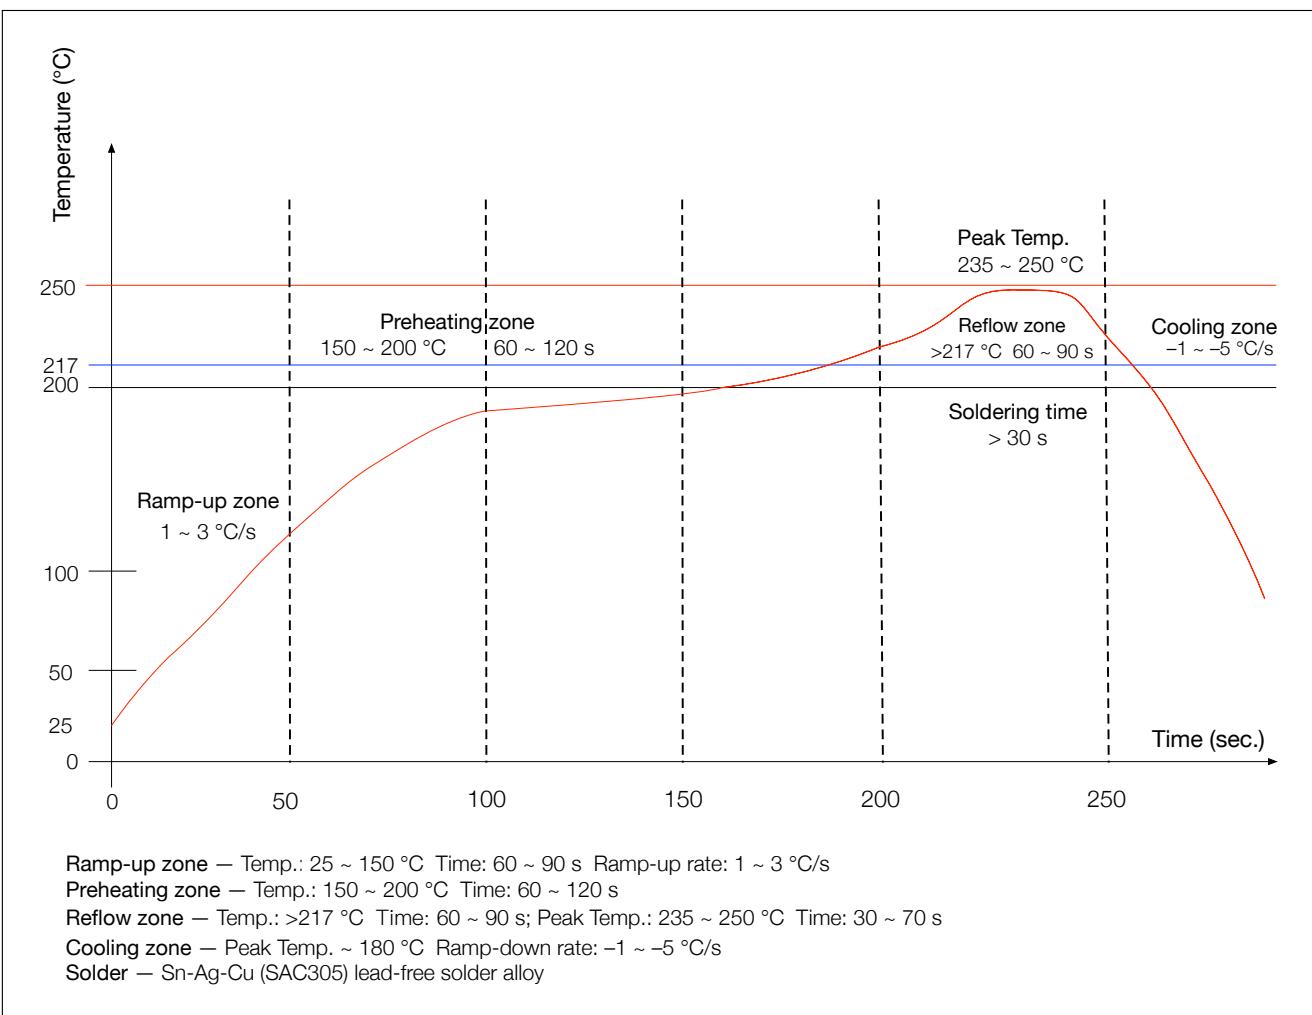 Temperature (°C)
Peak Temp.
235 ~ 250 °C
250
Preheating zone
150 ~ 200 °C 60 ~ 120 s
Reflow zone
>217 °C 60 ~ 90 s
Cooling zone
–1 ~ –5 °C/s
217
200
Soldering time
> 30 s
Ramp-up zone
1 ~ 3 °C/s
100
50
25
0
Time (sec.)
0 50 100 150 200 250
Ramp-up zone — Temp.: 25 ~ 150 °C Time: 60 ~ 90 s Ramp-up rate: 1 ~ 3 °C/s
Preheating zone — Temp.: 150 ~ 200 °C Time: 60 ~ 120 s
Reflow zone — Temp.: >217 °C Time: 60 ~ 90 s; Peak Temp.: 235 ~ 250 °C Time: 30 ~ 70 s
Cooling zone — Peak Temp. ~ 180 °C Ramp-down rate: –1 ~ –5 °C/s
Solder — Sn-Ag-Cu (SAC305) lead-free solder alloy